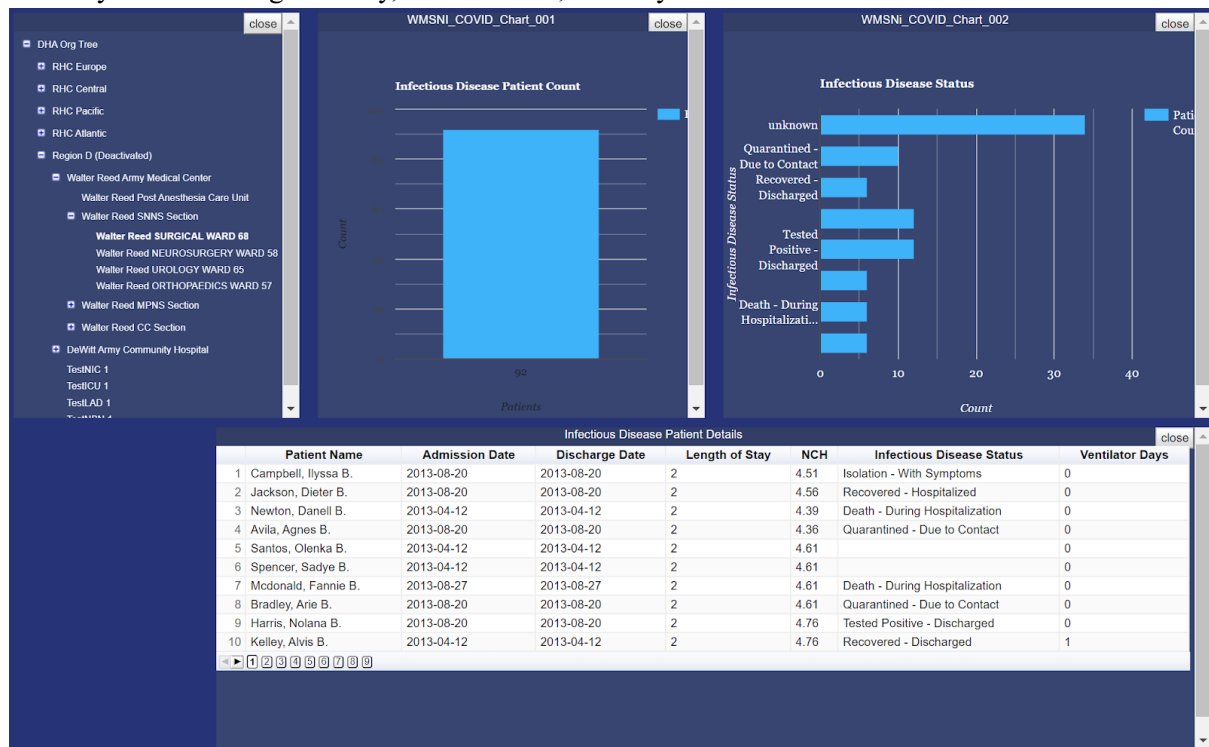 WMSNI_COVID_Chart_001
WMSNi_COVID_Chart_002
close
close
close
DHA Org Tree
RHC Europe
RHC Central
RHC Pacific
RHC Atlantic
Region D (Deactivated)
Walter Reed Army Medical Center
Walter Reed Post Anesthesia Care Unit
Walter Reed SNNS Section
Walter Reed SURGICAL WARD 68
Walter Reed NEUROSURGERY WARD 58
Walter Reed UROLOGY WARD 65
Walter Reed ORTHOPAEDICS WARD 57
Walter Reed MPNS Section
Walter Reed CC Section
DeWitt Army Community Hospital
TestNIC 1
TestICU 1
TestLAD 1
Infectious Disease Patient Count
Count
92
Patients
Infectious Disease Status
Infectious Disease Status
unknown
Quarantined -
Due to Contact
Recovered -
Discharged
Tested
Positive -
Discharged
Death - During
Hospitalizati...
0 10 20 30 40
Count
Pati
Cou
Infectious Disease Patient Details
close
Patient Name Admission Date Discharge Date Length of Stay NCH Infectious Disease Status Ventilator Days
1 Campbell, Ilyssa B. 2013-08-20 2013-08-20 2 4.51 Isolation - With Symptoms 0
2 Jackson, Dieter B. 2013-08-20 2013-08-20 2 4.56 Recovered - Hospitalized 0
3 Newton, Danell B. 2013-04-12 2013-04-12 2 4.39 Death - During Hospitalization 0
4 Avila, Agnes B. 2013-08-20 2013-08-20 2 4.36 Quarantined - Due to Contact 0
5 Santos, Olenka B. 2013-04-12 2013-04-12 2 4.61 0
6 Spencer, Sadye B. 2013-04-12 2013-04-12 2 4.61 0
7 Mcdonald, Fannie B. 2013-08-27 2013-08-27 2 4.61 Death - During Hospitalization 0
8 Bradley, Arie B. 2013-08-20 2013-08-20 2 4.61 Quarantined - Due to Contact 0
9 Harris, Nolana B. 2013-08-20 2013-08-20 2 4.76 Tested Positive - Discharged 0
10 Kelley, Alvis B. 2013-04-12 2013-04-12 2 4.76 Recovered - Discharged 1
1 2 3 4 5 6 7 8 9